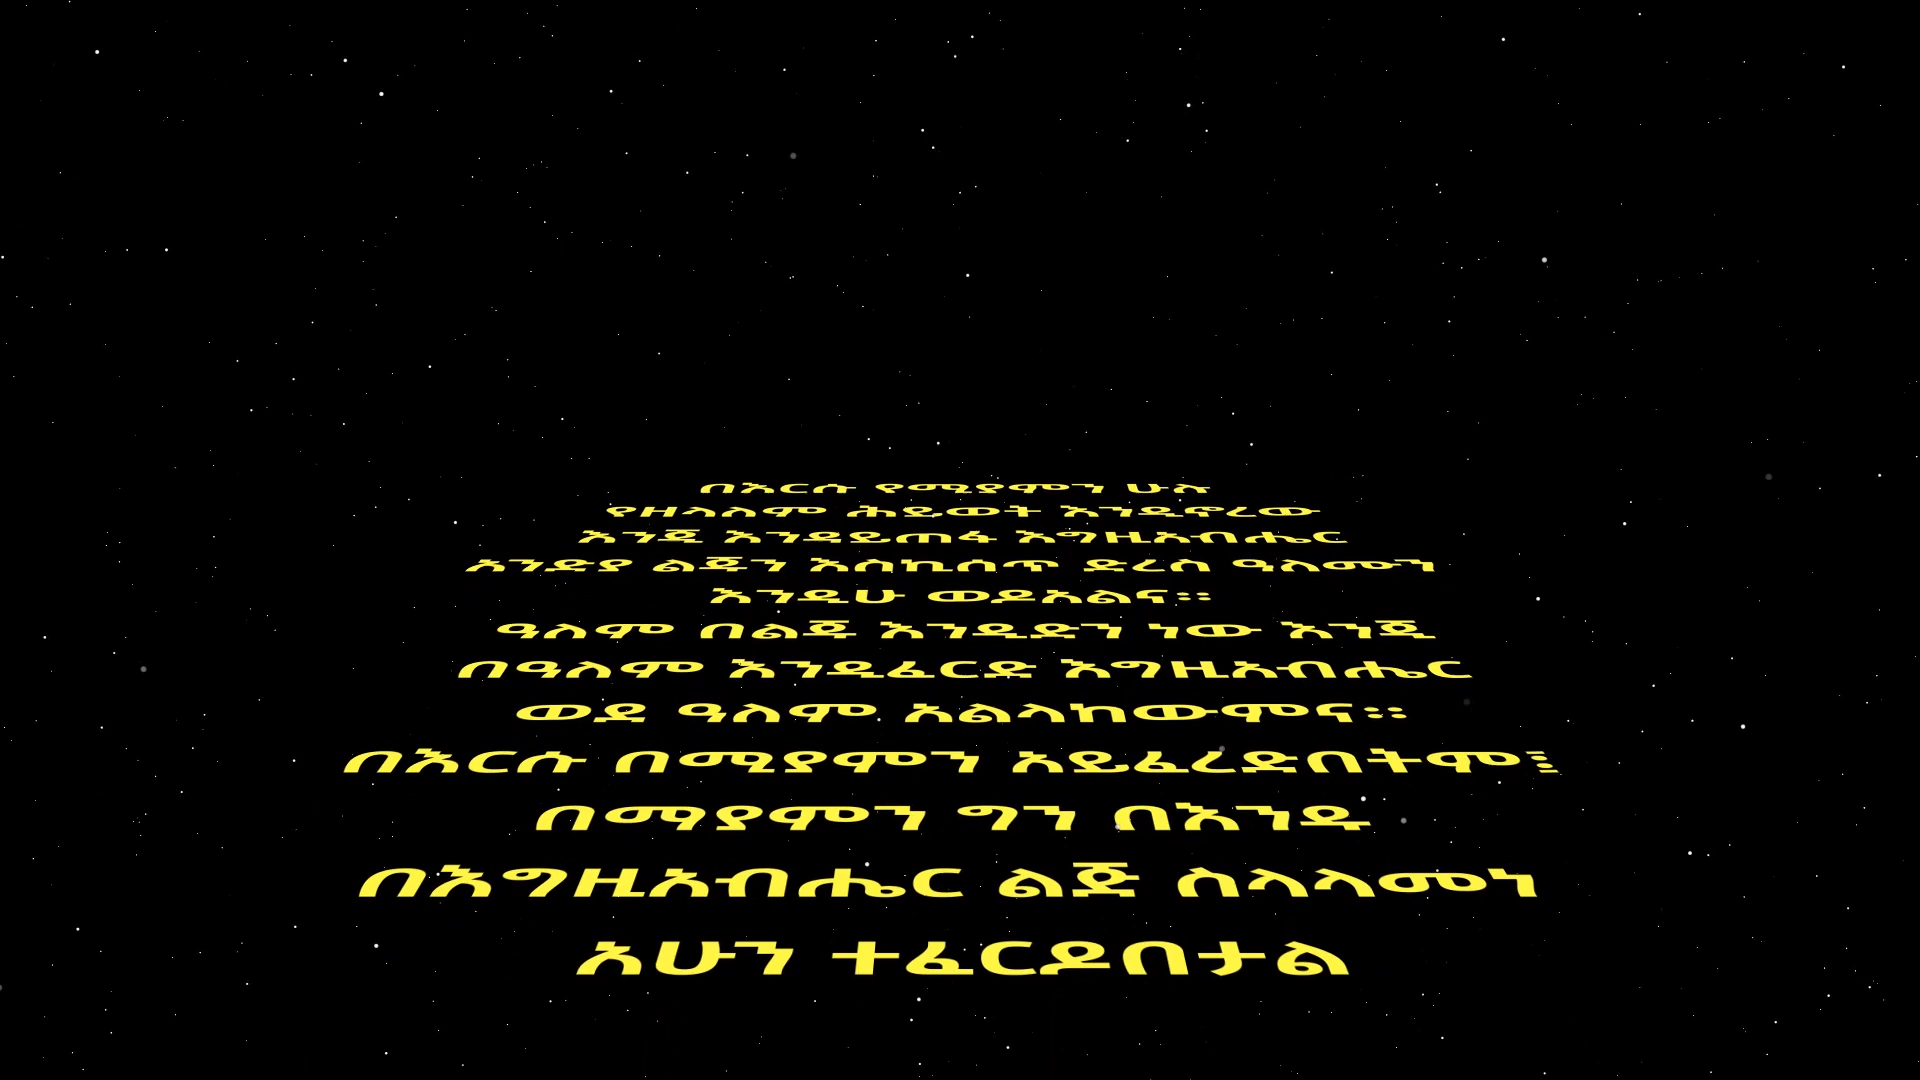 በእርሱ የሚያምን ሁሉ
የዘላለም ሕይወት እንዲኖረው
እንጂ እንዳይጠፋ እግዚአብሔር
አንድያ ልጁን እስኪሰጥ ድረስ ዓለሙን
እንዲሁ ወዶአልና።
ዓለም በልጁ እንዲድን ነው እንጂ
በዓለም እንዲፈርድ እግዚአብሔር
ወደ ዓለም አልላከውምና።
በእርሱ በሚያምን አይፈረድበትም፤
በማያምን ግን በአንዱ
በእግዚአብሔር ልጅ ስላላመነ
አሁን ተፈርዶበታል